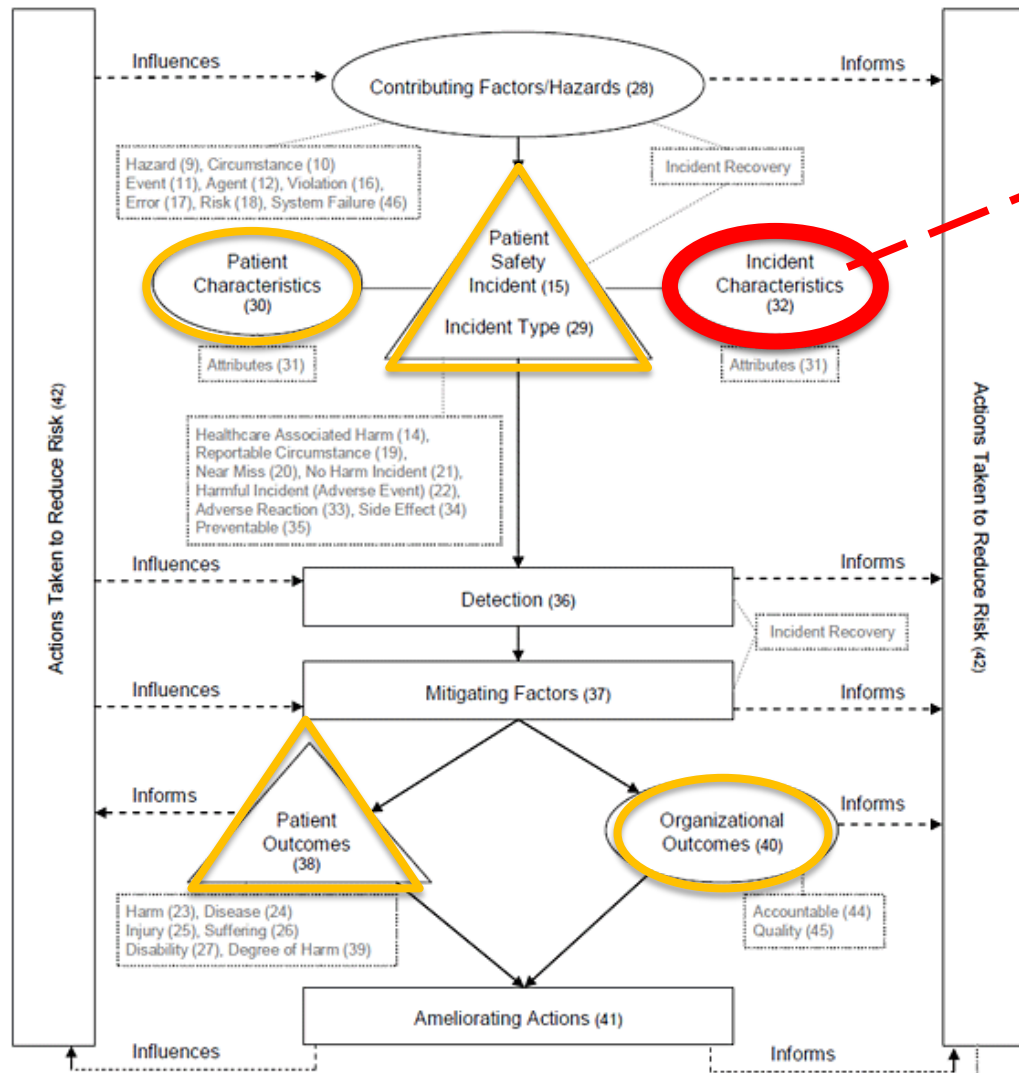 Influences
Informs
Contributing Factors/Hazards (28)
Hazard (9), Circumstance (10)
Event (11), Agent (12), Violation (16),
Error (17), Risk (18), System Failure (46)
Incident Recovery
Patient
Characteristics
(30)
Patient
Safety
Incident (15)
Incident Type (29)
Incident
Characteristics
(32)
Attributes (31)
Attributes (31)
Actions Taken to Reduce Risk (42)
Actions Taken to Reduce Risk (42)
Healthcare Associated Harm (14),
Reportable Circumstance (19),
Near Miss (20), No Harm Incident (21),
Harmful Incident (Adverse Event) (22),
Adverse Reaction (33), Side Effect (34)
Preventable (35)
Influences
Informs
Detection (36)
Incident Recovery
Influences
Informs
Mitigating Factors (37)
Informs
Informs
Patient
Outcomes
(38)
Organizational
Outcomes (40)
Harm (23), Disease (24)
Injury (25), Suffering (26)
Disability (27), Degree of Harm (39)
Accountable (44)
Quality (45)
Ameliorating Actions (41)
Influences
Informs